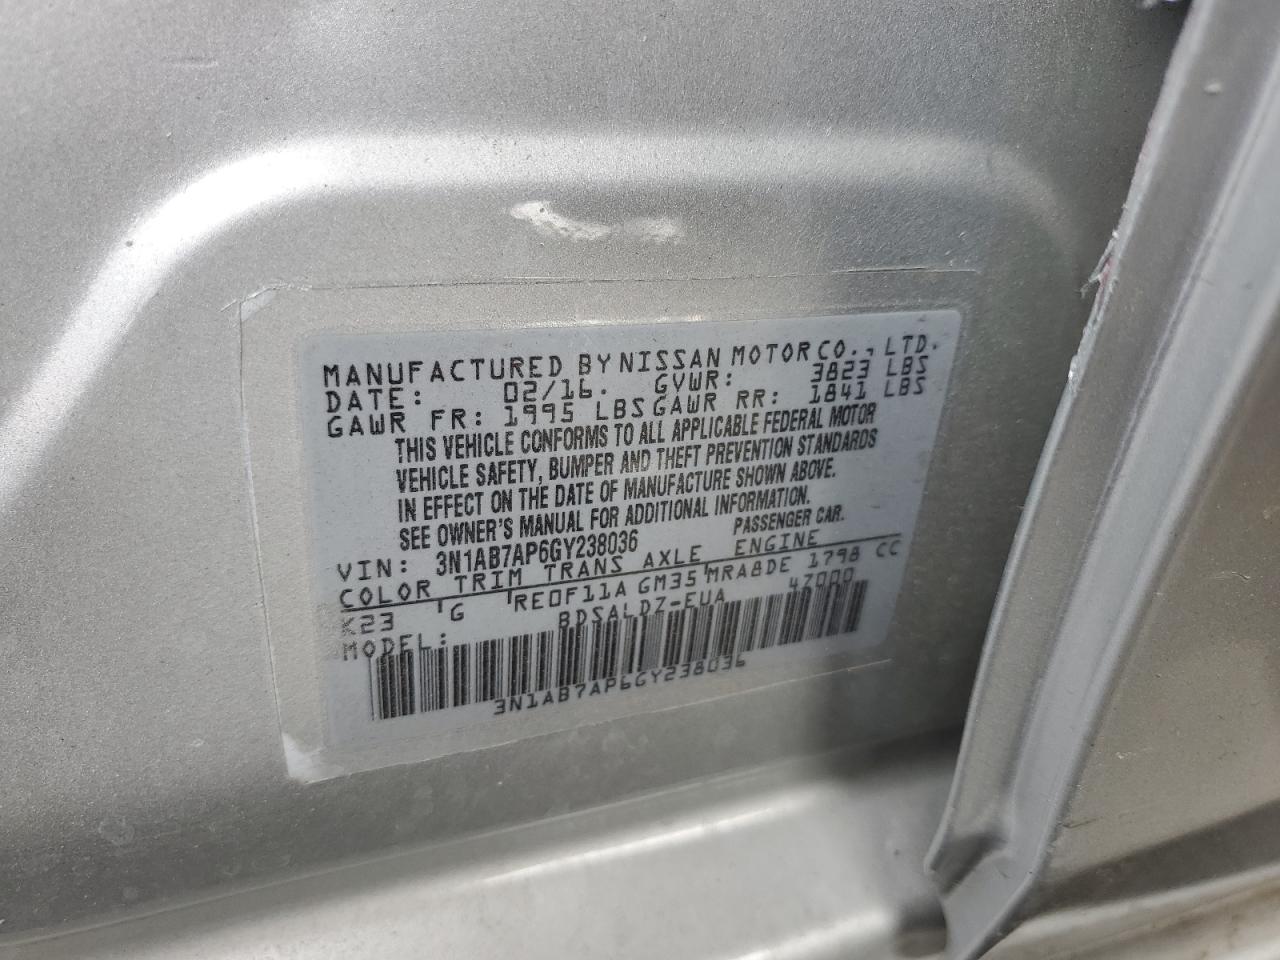 MANUFACTURED BY NISSAN MOTOR CO., LTD.
DATE: 02/16. GVWR: 3823 LBS
GAWR FR: 1995 LBS GAWR RR: 1841 LBS
THIS VEHICLE CONFORMS TO ALL APPLICABLE FEDERAL MOTOR
VEHICLE SAFETY, BUMPER AND THEFT PREVENTION STANDARDS
IN EFFECT ON THE DATE OF MANUFACTURE SHOWN ABOVE.
SEE OWNER'S MANUAL FOR ADDITIONAL INFORMATION.
VIN: 3N1AB7AP6GY238036 PASSENGER CAR.
COLOR TRIM TRANS AXLE ENGINE
K23 G RE0F11A GM35 MRA8DE 1798 CC
MODEL: BDSALDZ-EUA 47000
3N1AB7AP6GY238036